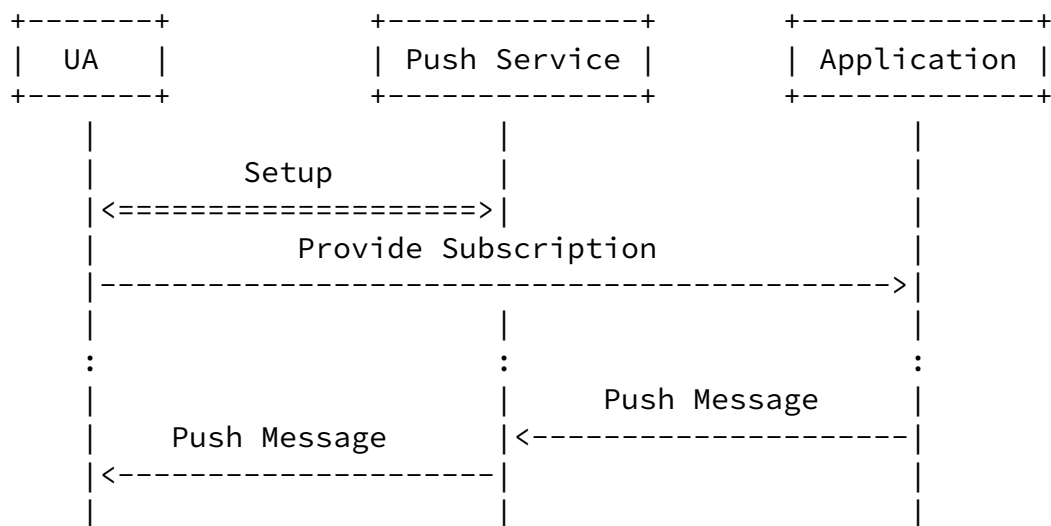 +-------+           +--------------+       +-------------+
|  UA   |           | Push Service |       | Application |
+-------+           +--------------+       +-------------+
    |                      |                      |
    |        Setup         |                      |
    |<====================>|                      |
    |           Provide Subscription              |
    |-------------------------------------------->|
    |                      |                      |
    :                      :                      :
    |                      |     Push Message     |
    |    Push Message      |<---------------------|
    |<---------------------|                      |
    |                      |                      |